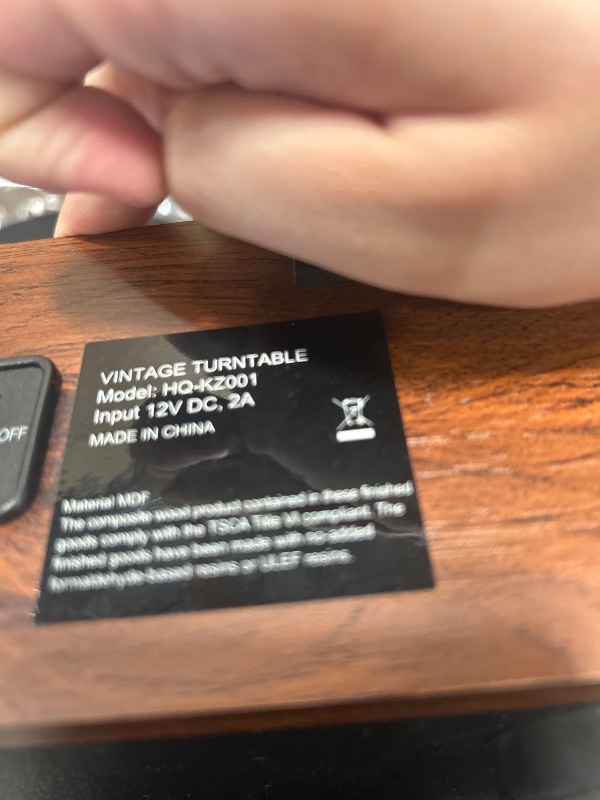 VINTAGE TURNTABLE
Model: HQ-KZ001
Input 12V DC, 2A
MADE IN CHINA
OFF
Material MDF
The composite wood product contained in these finished
goods comply with the TSCA Title VI compliant. The
finished goods have been made with no-added
formaldehyde-based resins or ULEF resins.